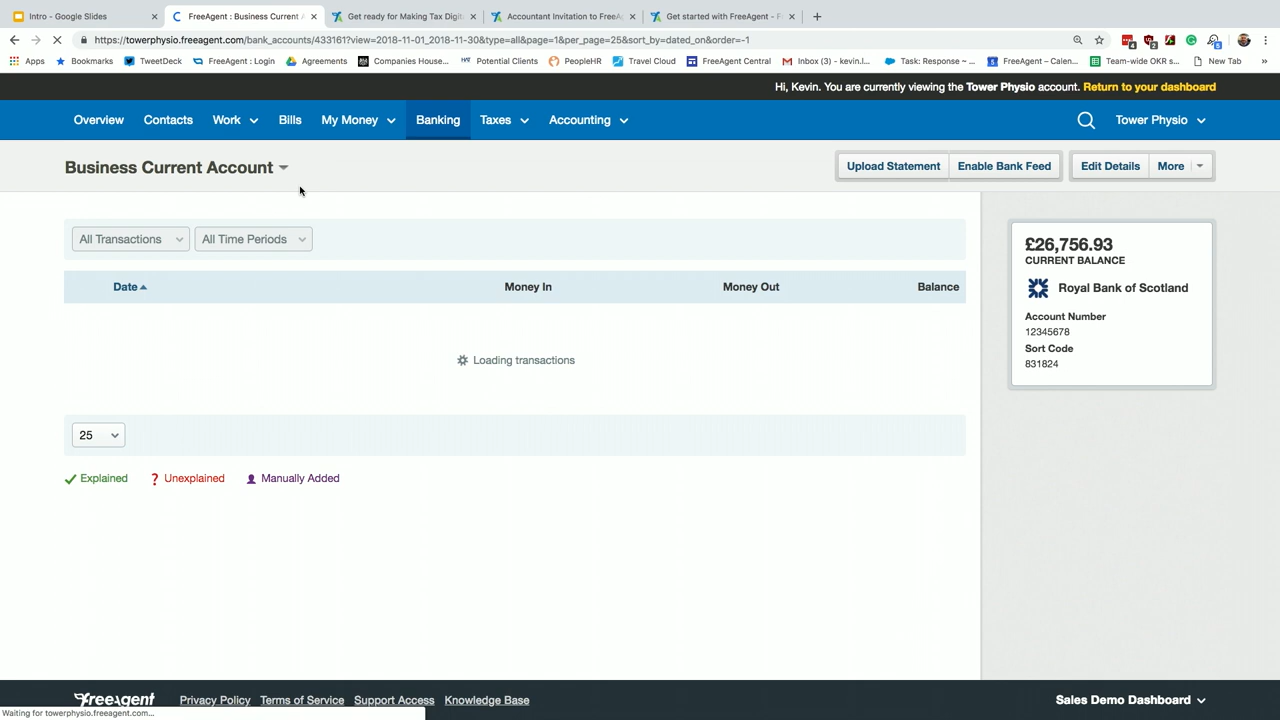 Intro - Google Slides
FreeAgent : Business Current A
Get ready for Making Tax Digit
Accountant Invitation to FreeA
Get started with FreeAgent - F
https://towerphysio.freeagent.com/bank_accounts/433161?view=2018-11-01_2018-11-30&type=all&page=1&per_page=25&sort_by=dated_on&order=-1
Apps Bookmarks TweetDeck FreeAgent : Login Agreements Companies House... Potential Clients PeopleHR Travel Cloud FreeAgent Central Inbox (3) - kevin.l... Task: Response ~ ... FreeAgent – Calen... Team-wide OKR s... New Tab »
Hi, Kevin. You are currently viewing the Tower Physio account. Return to your dashboard
Overview Contacts Work Bills My Money Banking Taxes Accounting Tower Physio
Business Current Account
Upload Statement Enable Bank Feed Edit Details More
All Transactions All Time Periods
Date Money In Money Out Balance
Loading transactions
25
Explained ? Unexplained Manually Added
£26,756.93
CURRENT BALANCE
Royal Bank of Scotland
Account Number
12345678
Sort Code
831824
freeAgent Privacy Policy Terms of Service Support Access Knowledge Base Sales Demo Dashboard
Waiting for towerphysio.freeagent.com...